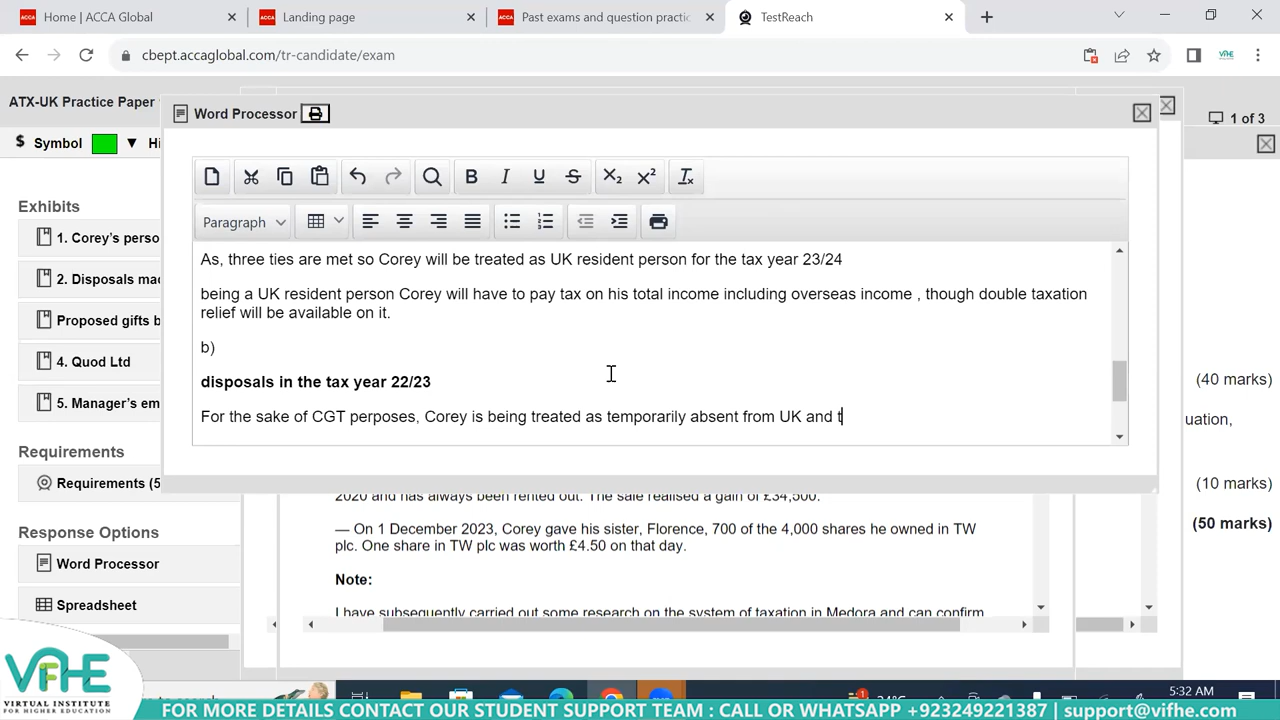 Home | ACCA Global
Landing page
Past exams and question practi
TestReach
cbept.accaglobal.com/tr-candidate/exam
ATX-UK Practice Paper
Word Processor
1 of 3
$ Symbol
Hi
Paragraph
Exhibits
1. Corey's perso
2. Disposals mad
Proposed gifts b
4. Quod Ltd
5. Manager's em
Requirements
Requirements (5
Response Options
Word Processor
Spreadsheet
As, three ties are met so Corey will be treated as UK resident person for the tax year 23/24
being a UK resident person Corey will have to pay tax on his total income including overseas income , though double taxation
relief will be available on it.
b)
disposals in the tax year 22/23
For the sake of CGT perposes, Corey is being treated as temporarily absent from UK and t
(40 marks)
uation,
(10 marks)
(50 marks)
2020 and has always been rented out. The sale realised a gain of £34,500.
— On 1 December 2023, Corey gave his sister, Florence, 700 of the 4,000 shares he owned in TW
plc. One share in TW plc was worth £4.50 on that day.
Note:
I have subsequently carried out some research on the system of taxation in Medora and can confirm
to search
5:32 AM
VFHE
VIRTUAL INSTITUTE
FOR HIGHER EDUCATION
FOR MORE DETAILS CONTACT OUR STUDENT SUPPORT TEAM : CALL OR WHATSAPP +923249221387 | support@vifhe.com